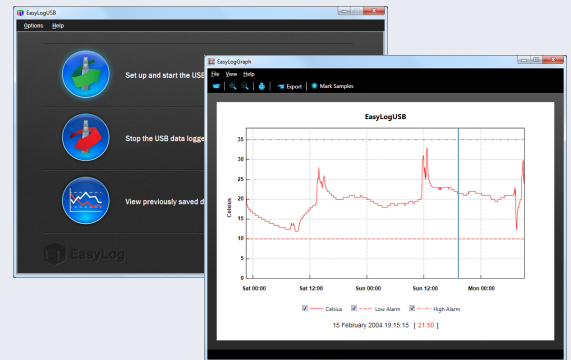 EasyLogUSB
Options Help
Set up and start the USB
Stop the USB data logge
View previously saved d
EasyLog
EasyLogGraph
File View Help
Export Mark Samples
EasyLogUSB
Celsius
35
30
25
20
15
10
5
0
Sat 00:00 Sat 12:00 Sun 00:00 Sun 12:00 Mon 00:00
Celsius Low Alarm High Alarm
15 February 2004 19:15:15 [ 21.50 ]